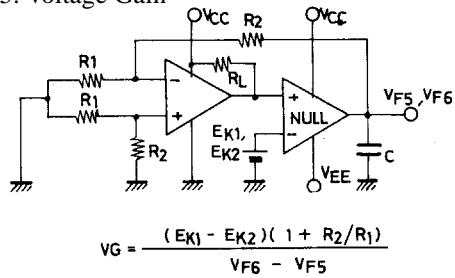 3. Voltage Gain
VCC
VCC
R2
R1
RL
R1
R2
−
+
+
−
NULL
EK1,
EK2
VF5, VF6
C
VEE
VG = (EK1 − EK2)( 1 + R2/R1) / VF6 − VF5